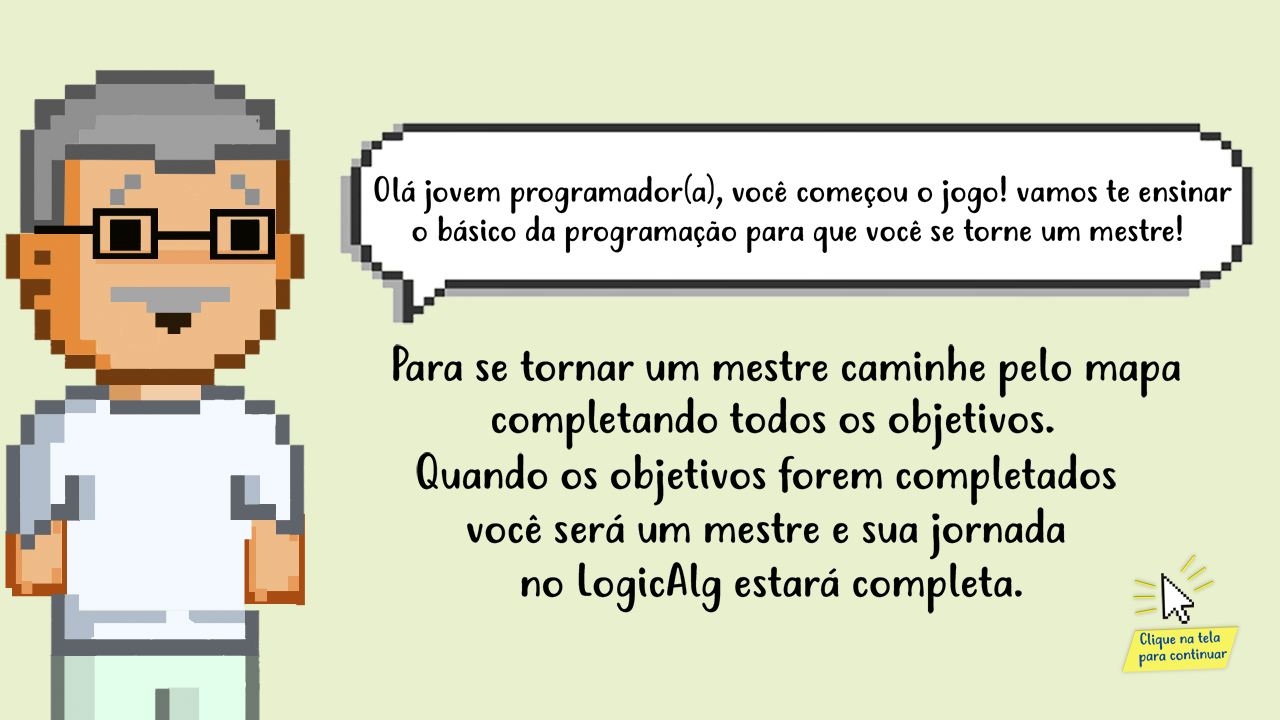 Olá jovem programador(a), você começou o jogo! vamos te ensinar
o básico da programação para que você se torne um mestre!
Para se tornar um mestre caminhe pelo mapa
completando todos os objetivos.
Quando os objetivos forem completados
você será um mestre e sua jornada
no LogicAlg estará completa.
Clique na tela
para continuar